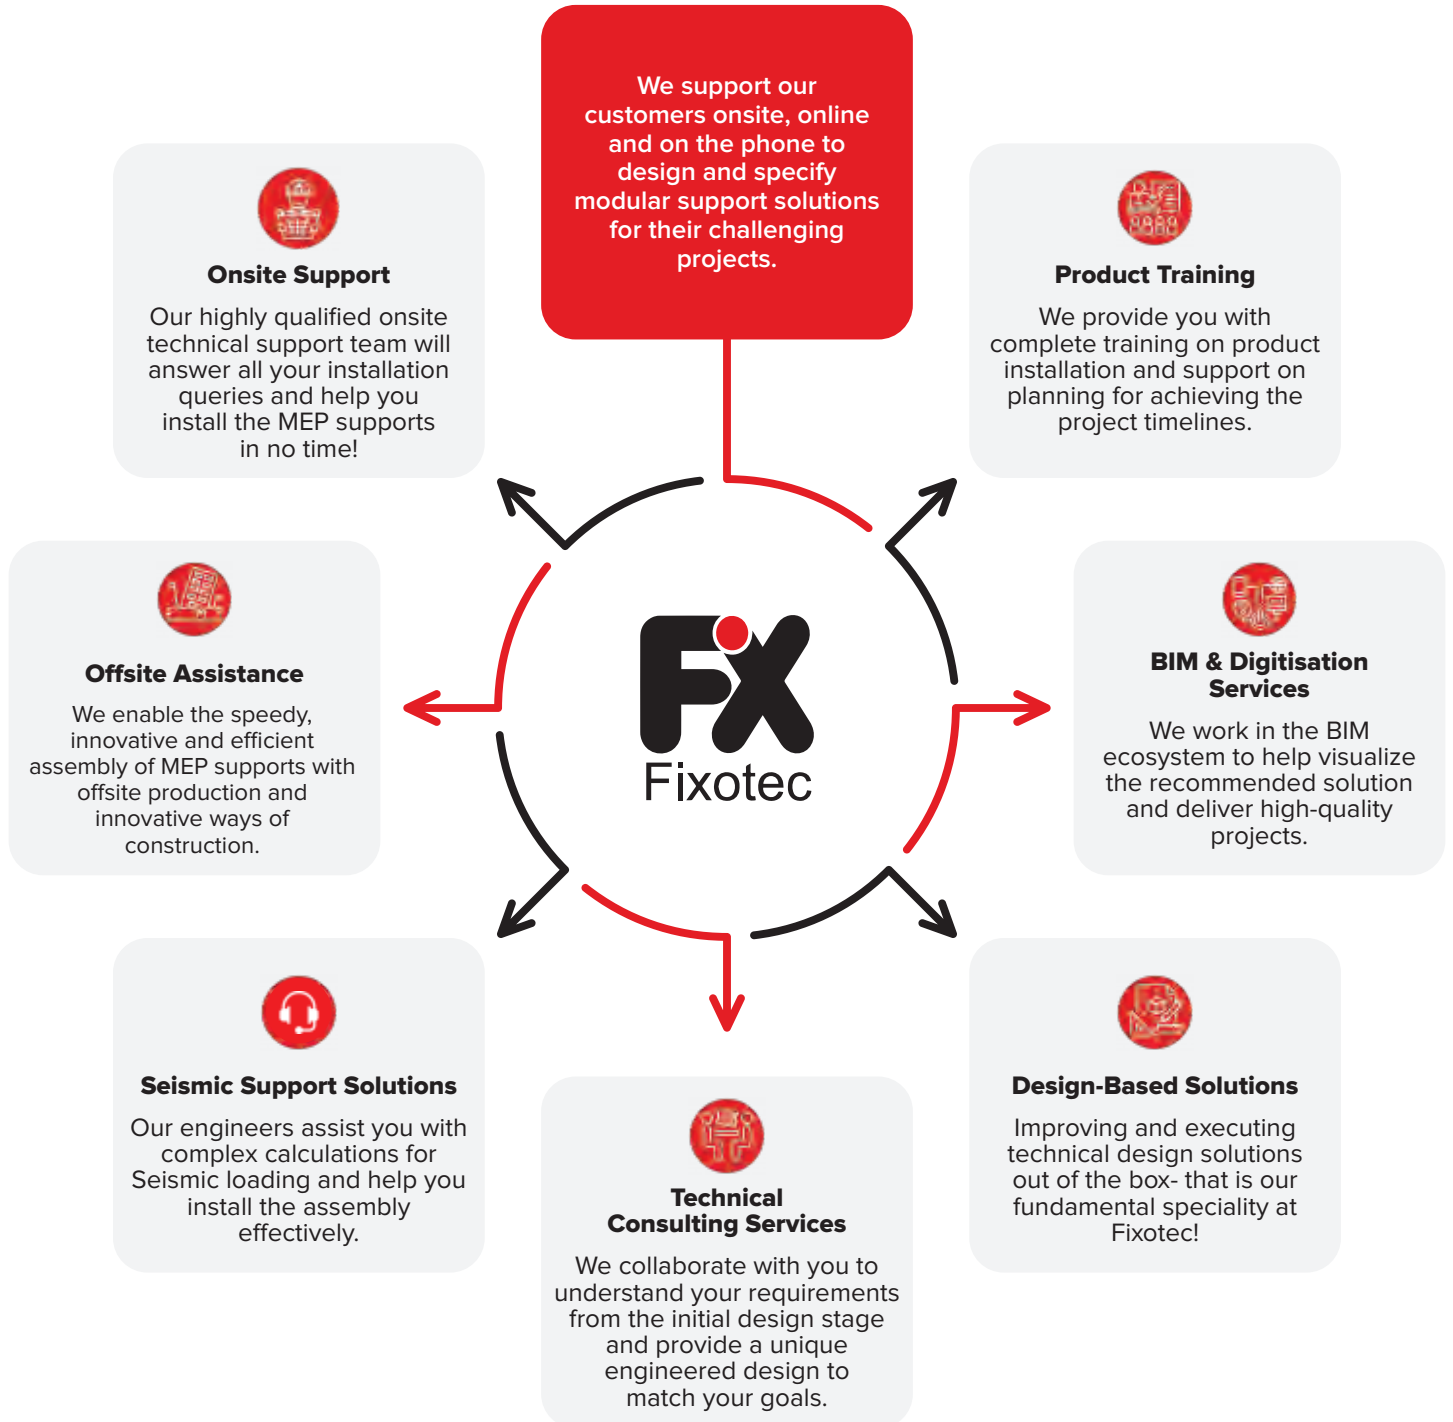 We support our
customers onsite, online
and on the phone to
design and specify
modular support solutions
for their challenging
projects.
Onsite Support
Our highly qualified onsite
technical support team will
answer all your installation
queries and help you
install the MEP supports
in no time!
Product Training
We provide you with
complete training on product
installation and support on
planning for achieving the
project timelines.
Offsite Assistance
We enable the speedy,
innovative and efficient
assembly of MEP supports with
offsite production and
innovative ways of
construction.
FiX
Fixotec
BIM & Digitisation
Services
We work in the BIM
ecosystem to help visualize
the recommended solution
and deliver high-quality
projects.
Seismic Support Solutions
Our engineers assist you with
complex calculations for
Seismic loading and help you
install the assembly
effectively.
Technical
Consulting Services
We collaborate with you to
understand your requirements
from the initial design stage
and provide a unique
engineered design to
match your goals.
Design-Based Solutions
Improving and executing
technical design solutions
out of the box- that is our
fundamental speciality at
Fixotec!